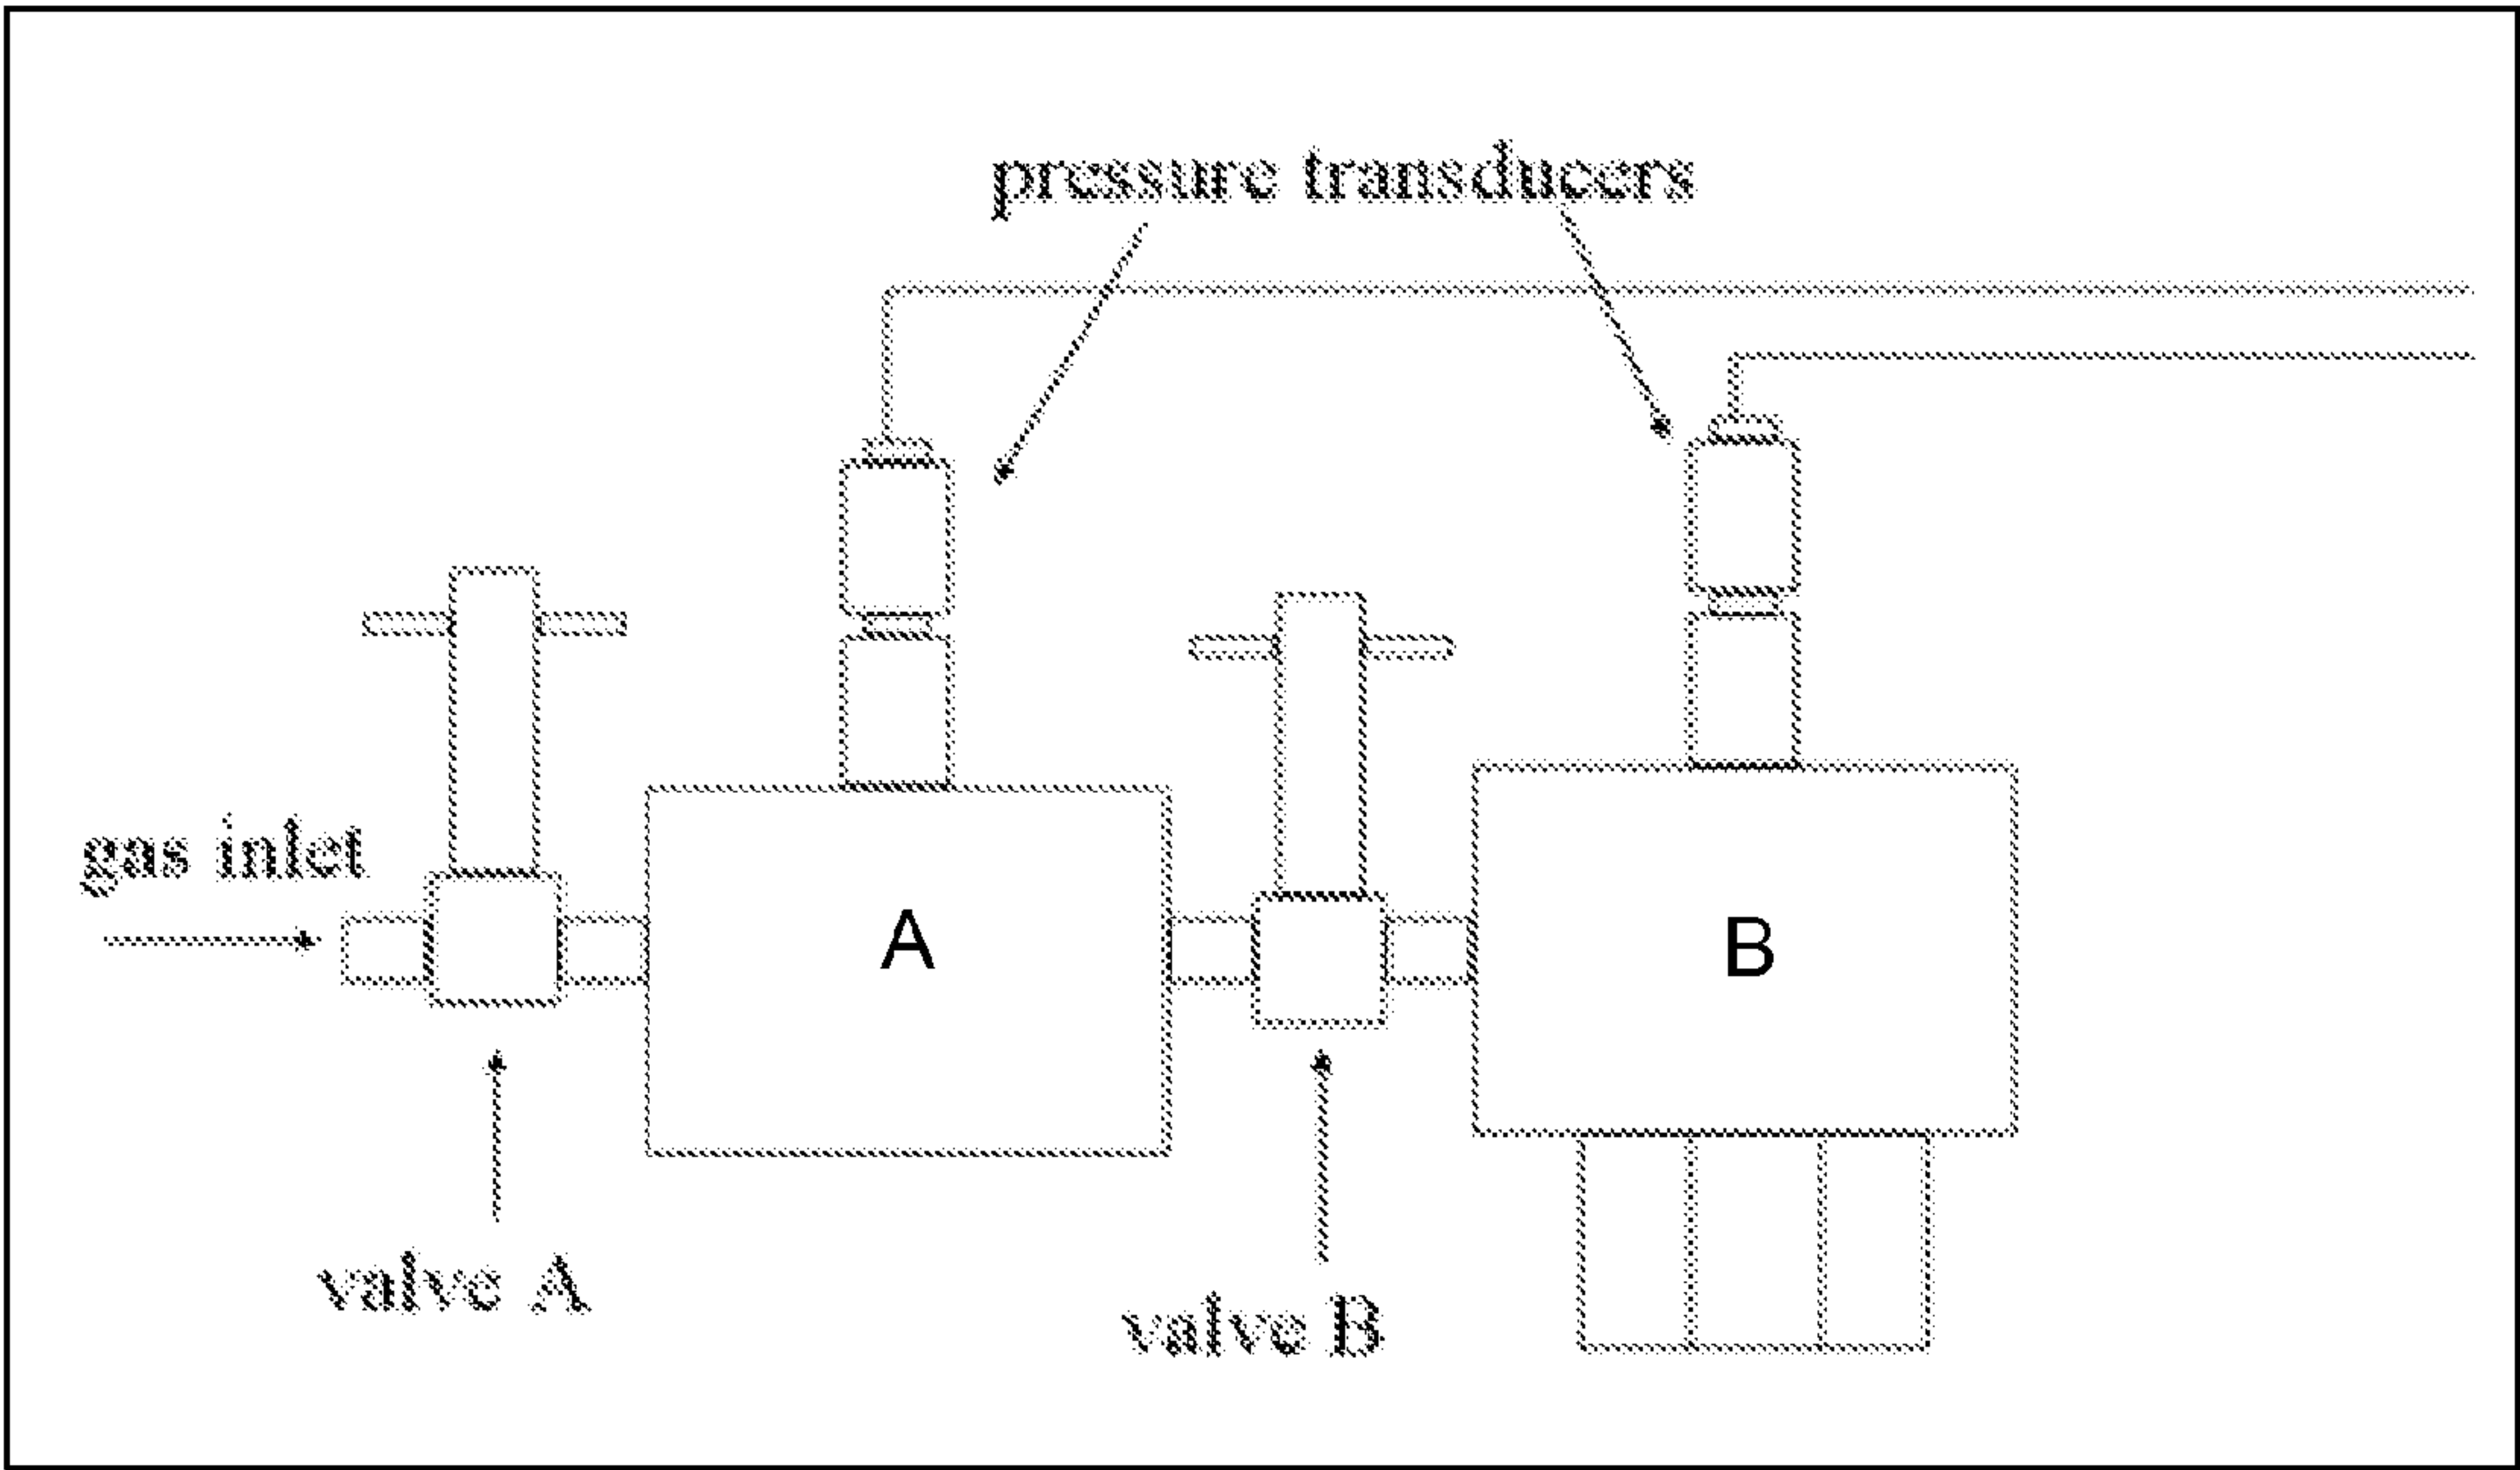 pressure transducers
gas inlet
A
B
valve A
valve B